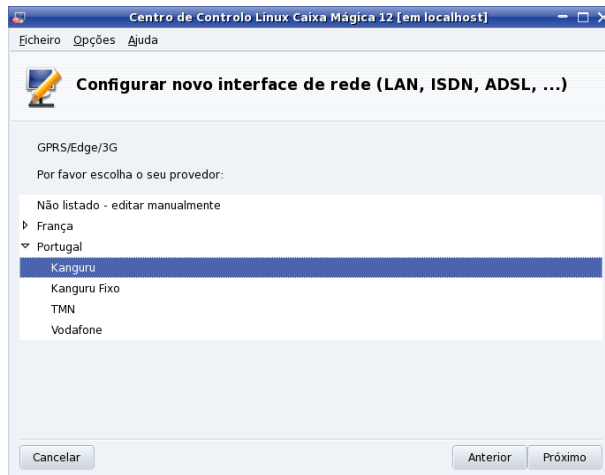 Centro de Controlo Linux Caixa Mágica 12 [em localhost]
Ficheiro Opções Ajuda
Configurar novo interface de rede (LAN, ISDN, ADSL, ...)
GPRS/Edge/3G
Por favor escolha o seu provedor:
Não listado - editar manualmente
França
Portugal
Kanguru
Kanguru Fixo
TMN
Vodafone
Cancelar Anterior Próximo